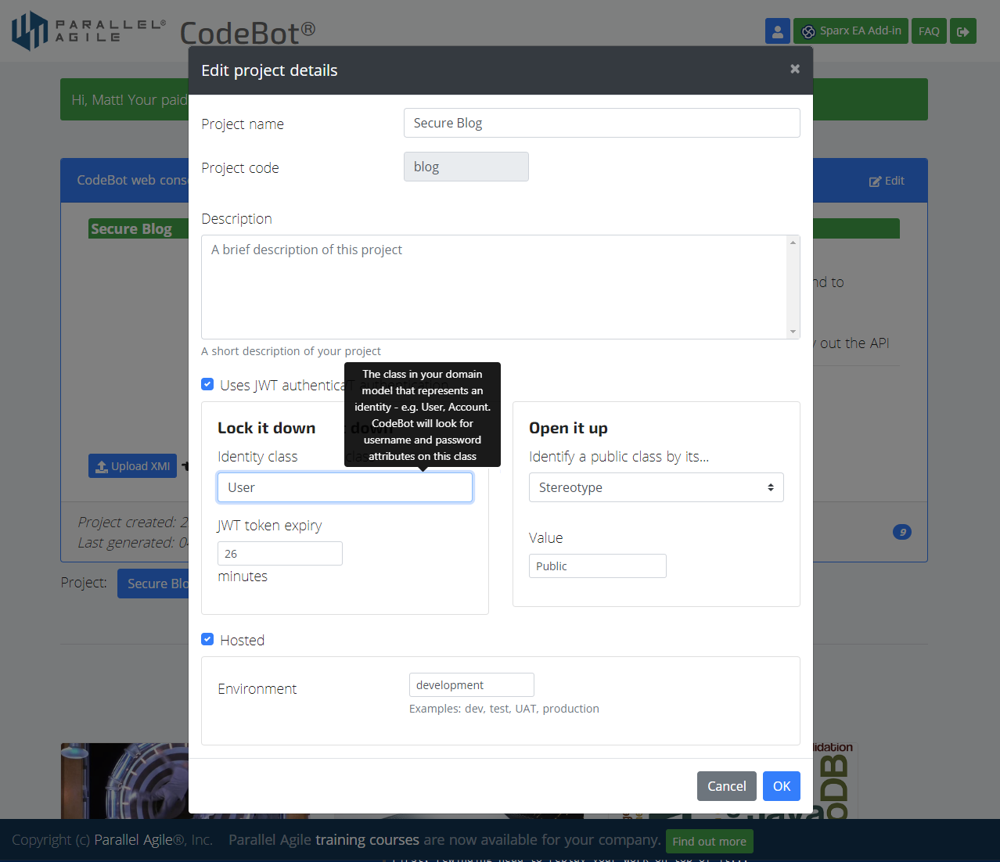 PARALLEL®
AGILE
CodeBot®
Sparx EA Add-in
FAQ
Edit project details
×
Hi, Matt! Your paid
Project name
Secure Blog
Project code
blog
CodeBot web cons
Edit
Secure Blog
Description
A brief description of this project
nd to
out the API
A short description of your project
Uses JWT authenticat
The class in your domain
model that represents an
identity - e.g. User, Account.
CodeBot will look for
username and password
attributes on this class
Lock it down
Identity class
User
JWT token expiry
26
minutes
Open it up
Identify a public class by its...
Stereotype
Value
Public
Upload XMI
Project created: 2
Last generated: 04
9
Project:
Secure Blo
Hosted
Environment
development
Examples: dev, test, UAT, production
lidation
oDB
Cancel
OK
Copyright (c) Parallel Agile®, Inc.
Parallel Agile training courses are now available for your company.
Find out more